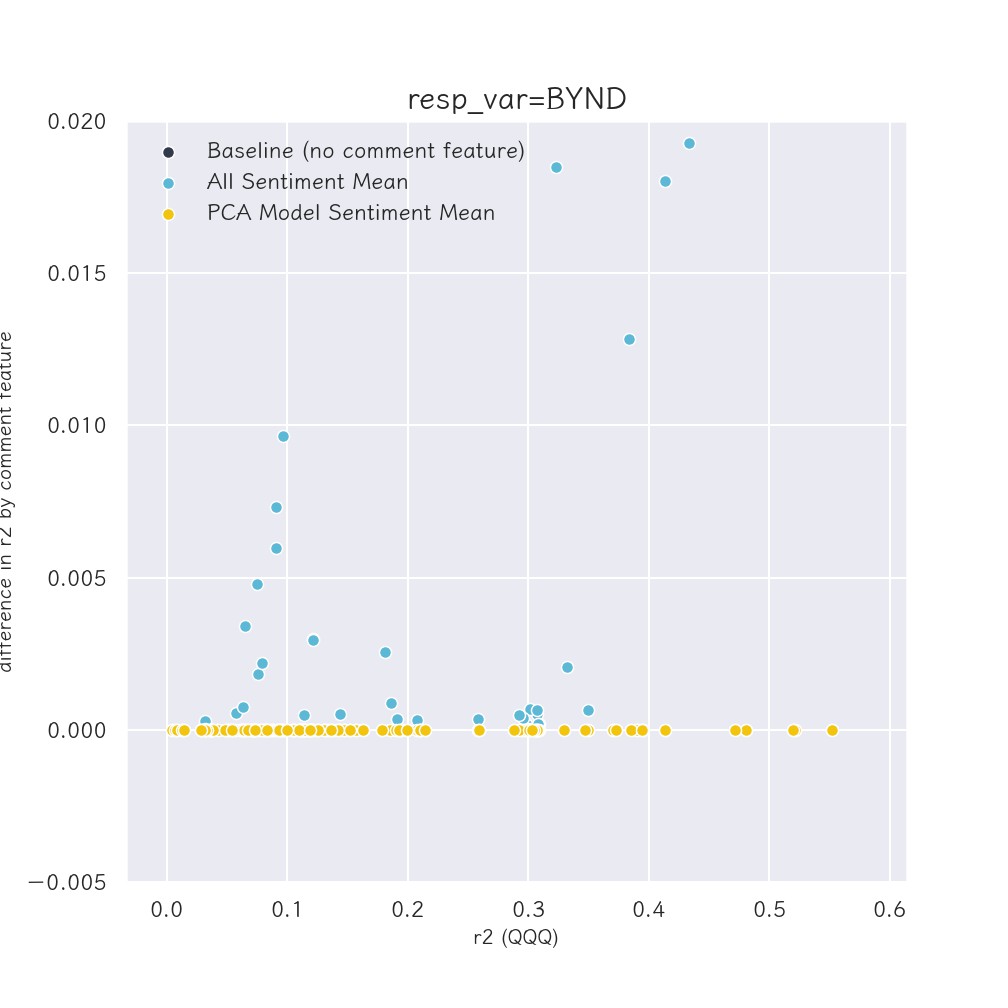 resp_var=BYND
0.020
0.015
0.010
0.005
0.000
−0.005
difference in r2 by comment feature
Baseline (no comment feature)
All Sentiment Mean
PCA Model Sentiment Mean
0.0 0.1 0.2 0.3 0.4 0.5 0.6
r2 (QQQ)